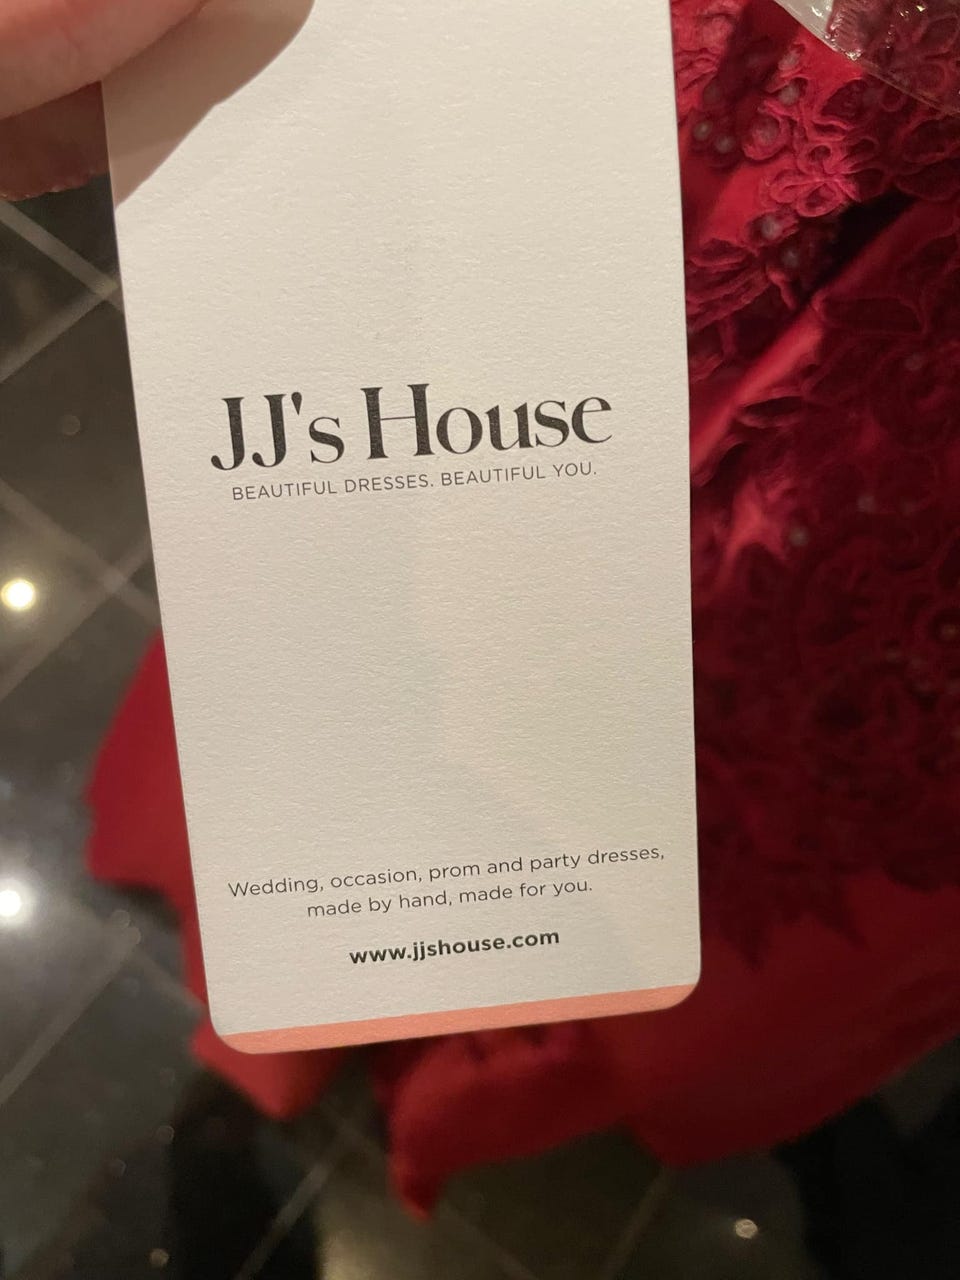 JJ's House
BEAUTIFUL DRESSES. BEAUTIFUL YOU.
Wedding, occasion, prom and party dresses,
made by hand, made for you.
www.jjshouse.com